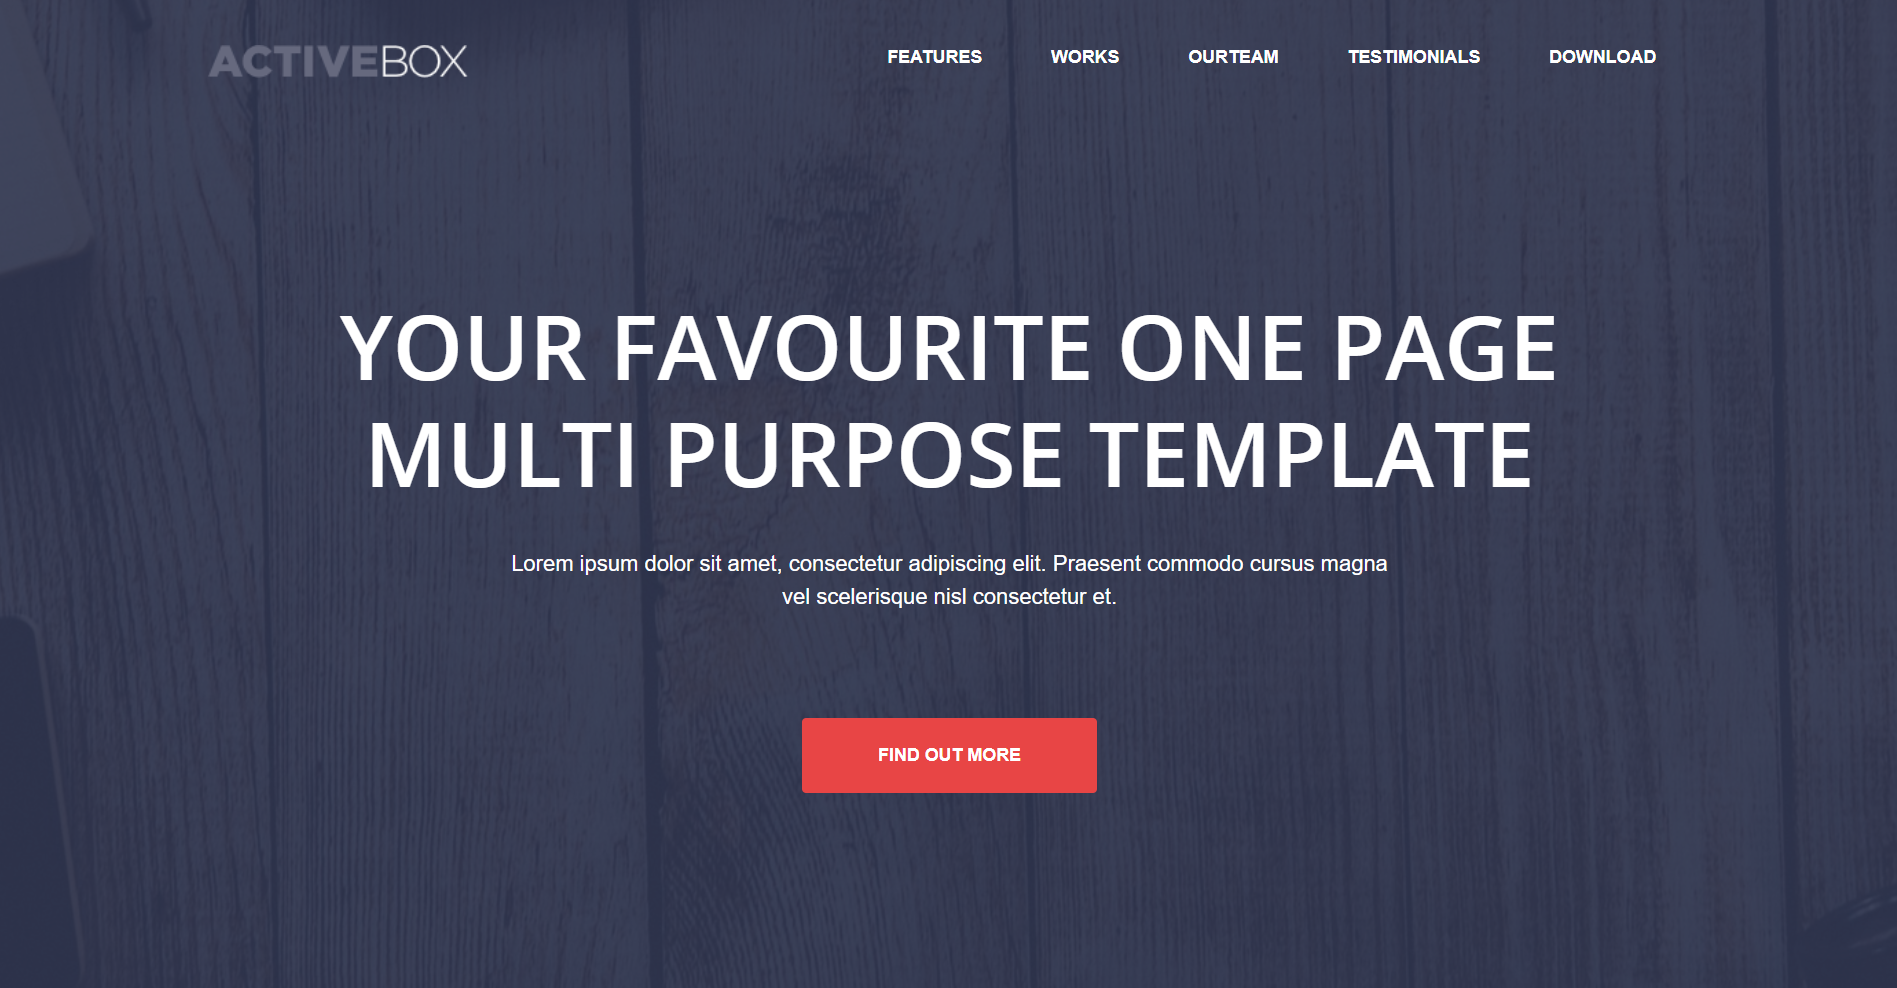 ACTIVEBOX
FEATURES WORKS OURTEAM TESTIMONIALS DOWNLOAD
YOUR FAVOURITE ONE PAGE
MULTI PURPOSE TEMPLATE
Lorem ipsum dolor sit amet, consectetur adipiscing elit. Praesent commodo cursus magna
vel scelerisque nisl consectetur et.
FIND OUT MORE